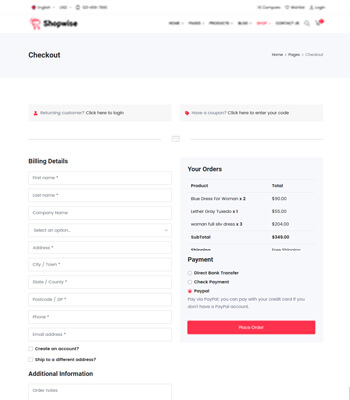 English USD 123-456-7890 Compare Wishlist Login
Shopwise HOME PAGES PRODUCTS BLOG SHOP CONTACT US
Checkout Home Pages Checkout
Returning customer? Click here to login Have a coupon? Click here to enter your code
Billing Details
First name *
Last name *
Company Name
Select an option...
Address *
City / Town *
State / County *
Postcode / ZIP *
Phone *
Email address *
Create an account?
Ship to a different address?
Additional Information
Order notes
Your Orders
Product Total
Blue Dress For Woman x 2 $90.00
Lether Gray Tuxedo x 1 $55.00
woman full sliv dress x 3 $204.00
SubTotal $349.00
Shipping Free Shipping
Payment
Direct Bank Transfer
Check Payment
Paypal
Pay via PayPal; you can pay with your credit card if you
don't have a PayPal account.
Place Order